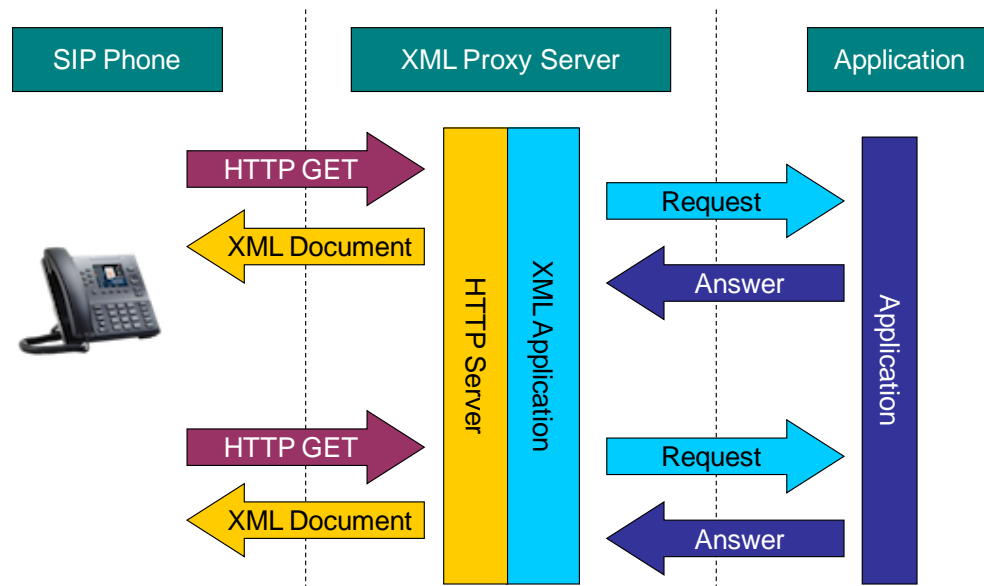 SIP Phone
XML Proxy Server
Application
HTTP GET
Request
XML Document
Answer
HTTP Server
XML Application
Application
HTTP GET
Request
XML Document
Answer